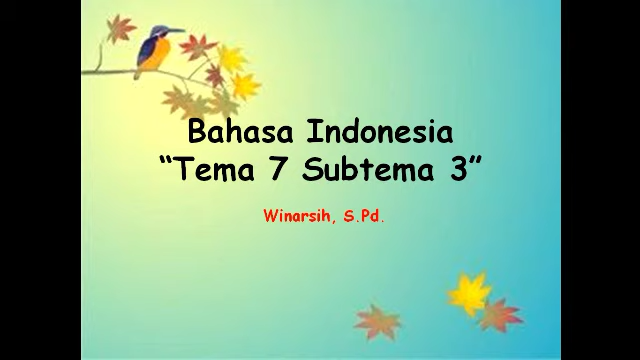 Bahasa Indonesia
“Tema 7 Subtema 3”
Winarsih, S.Pd.